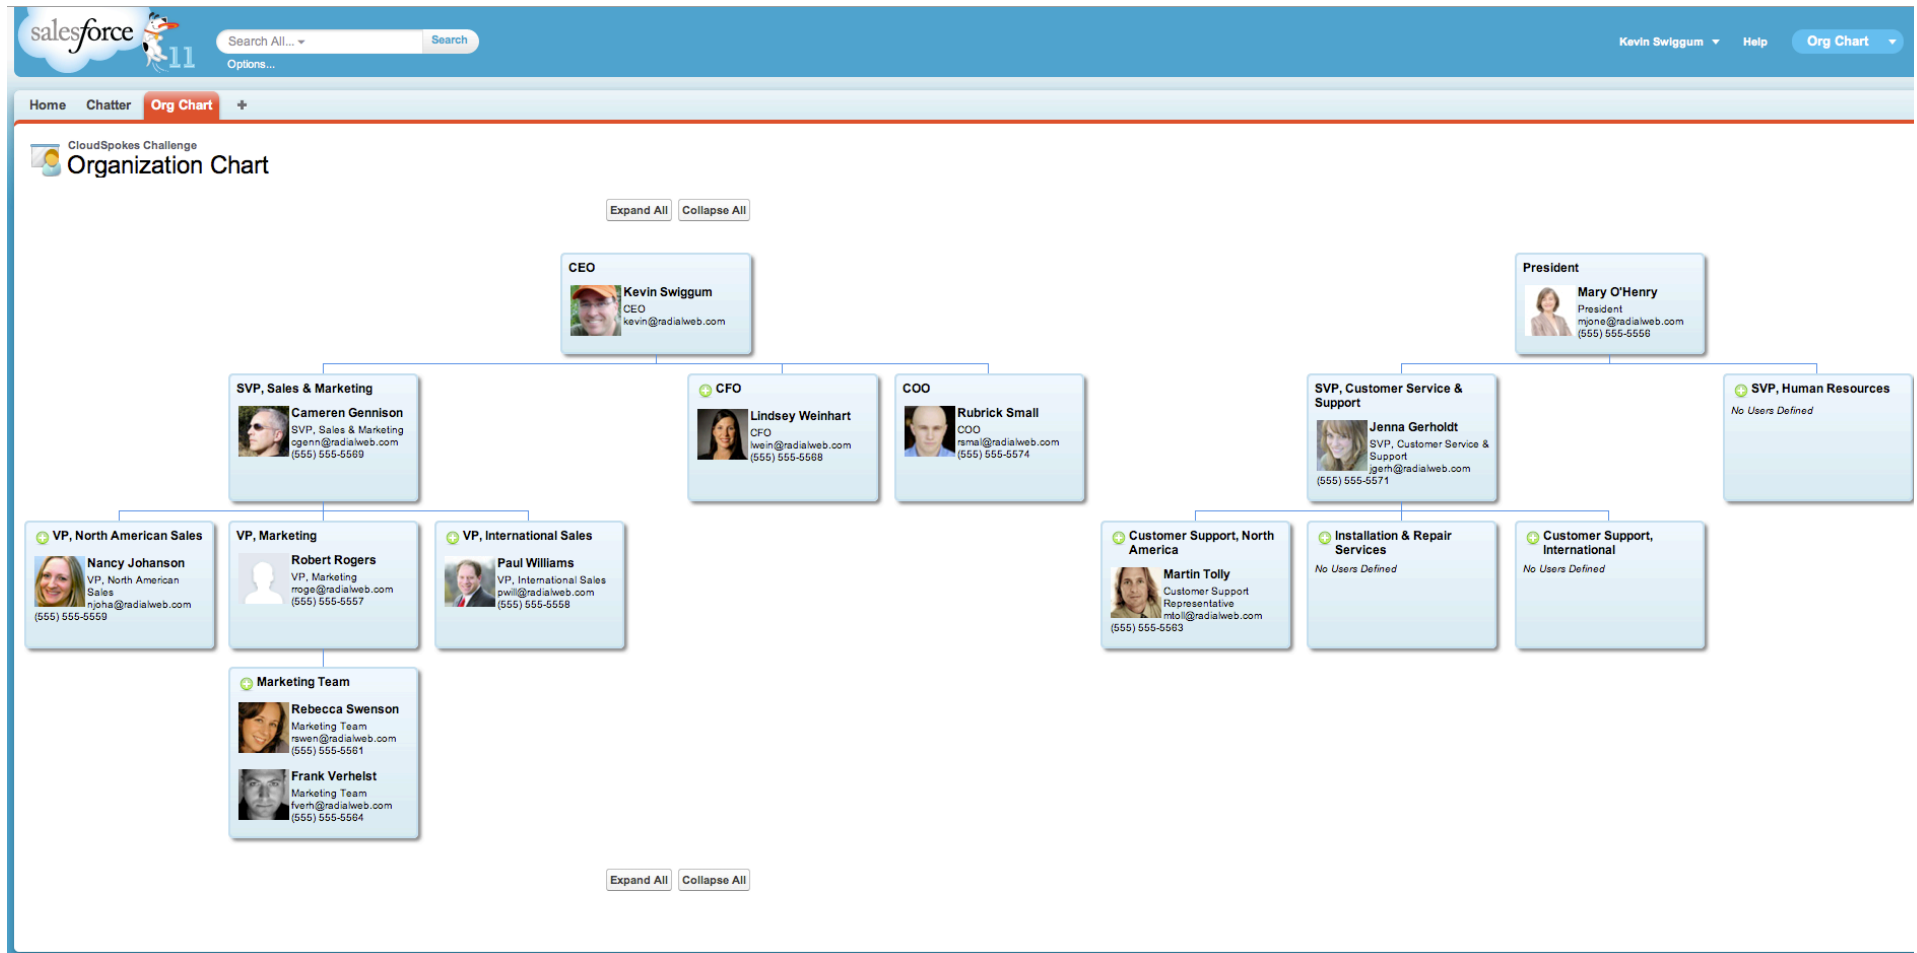 salesforce
11
Search All...
Search
Options...
Kevin Swiggum
Help
Org Chart
Home
Chatter
Org Chart
CloudSpokes Challenge
Organization Chart
Expand All
Collapse All
CEO
Kevin Swiggum
CEO
kevin@radialweb.com
President
Mary O'Henry
President
mjone@radialweb.com
(555) 555-5556
SVP, Sales & Marketing
Cameren Gennison
SVP, Sales & Marketing
cgenn@radialweb.com
(555) 555-5569
CFO
Lindsey Weinhart
CFO
lwein@radialweb.com
(555) 555-5568
COO
Rubrick Small
COO
rsmal@radialweb.com
(555) 555-5574
SVP, Customer Service &
Support
Jenna Gerholdt
SVP, Customer Service &
Support
jgerh@radialweb.com
(555) 555-5571
SVP, Human Resources
No Users Defined
VP, North American Sales
Nancy Johanson
VP, North American
Sales
njoha@radialweb.com
(555) 555-5559
VP, Marketing
Robert Rogers
VP, Marketing
rroge@radialweb.com
(555) 555-5557
VP, International Sales
Paul Williams
VP, International Sales
pwill@radialweb.com
(555) 555-5558
Customer Support, North
America
Martin Tolly
Customer Support
Representative
mtoll@radialweb.com
(555) 555-5563
Installation & Repair
Services
No Users Defined
Customer Support,
International
No Users Defined
Marketing Team
Rebecca Swenson
Marketing Team
rswen@radialweb.com
(555) 555-5561
Frank Verhelst
Marketing Team
fverh@radialweb.com
(555) 555-5564
Expand All
Collapse All